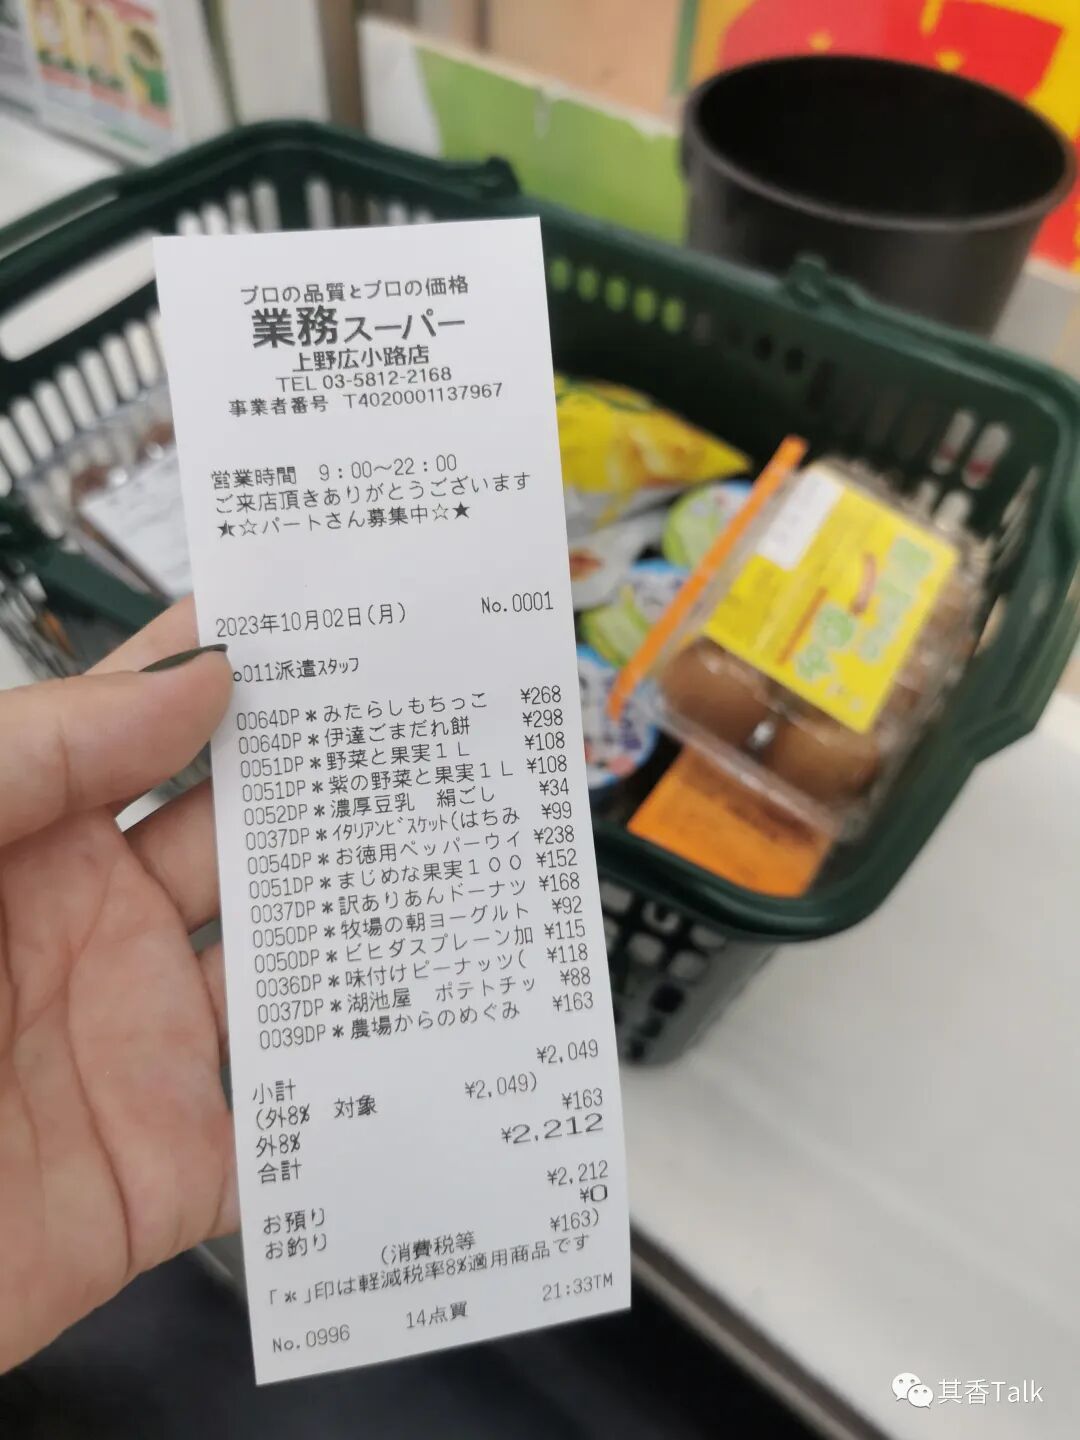 プロの品質とプロの価格
業務スーパー
上野広小路店
TEL 03-5812-2168
事業者番号 T4020001137967
営業時間 9:00～22:00
ご来店頂きありがとうございます
★☆パートさん募集中☆★
2023年10月02日(月) No.0001
011派遣ｽﾀｯﾌ
0064DP＊みたらしもちっこ ¥268
0064DP＊伊達ごまだれ餅 ¥298
0051DP＊野菜と果実１Ｌ ¥108
0051DP＊紫の野菜と果実１Ｌ ¥108
0052DP＊濃厚豆乳 絹ごし ¥34
0037DP＊ｲﾀﾘｱﾝﾋﾞｽｹｯﾄ(はちみ ¥99
0054DP＊お徳用ペッパーウィ ¥238
0051DP＊まじめな果実１００ ¥152
0037DP＊訳ありあんドーナツ ¥168
0050DP＊牧場の朝ヨーグルト ¥92
0050DP＊ビヒダスプレーン加 ¥115
0036DP＊味付けピーナッツ( ¥118
0037DP＊湖池屋 ポテトチッ ¥88
0039DP＊農場からのめぐみ ¥163
小計 ¥2,049
(外8% 対象 ¥2,049)
外8% ¥163
合計 ¥2,212
お預り ¥2,212
お釣り ¥0
(消費税等 ¥163)
「＊」印は軽減税率8%適用商品です
No.0996 14点買 21:33TM
其香Talk